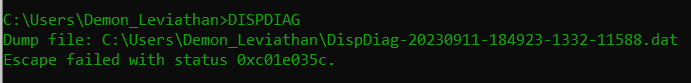 C:\Users\Demon_Leviathan>DISPDIAG
Dump file: C:\Users\Demon_Leviathan\DispDiag-20230911-184923-1332-11588.dat
Escape failed with status 0xc01e035c.